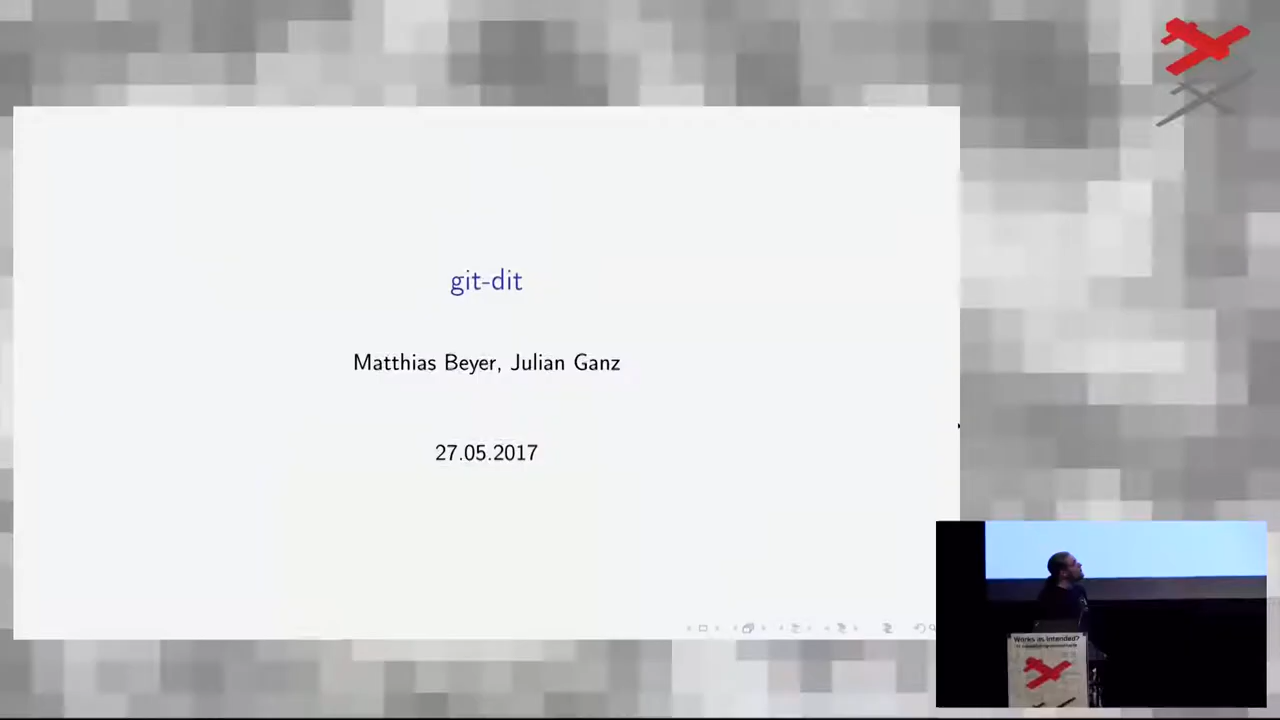 git-dit
Matthias Beyer, Julian Ganz
27.05.2017
Works as intended?